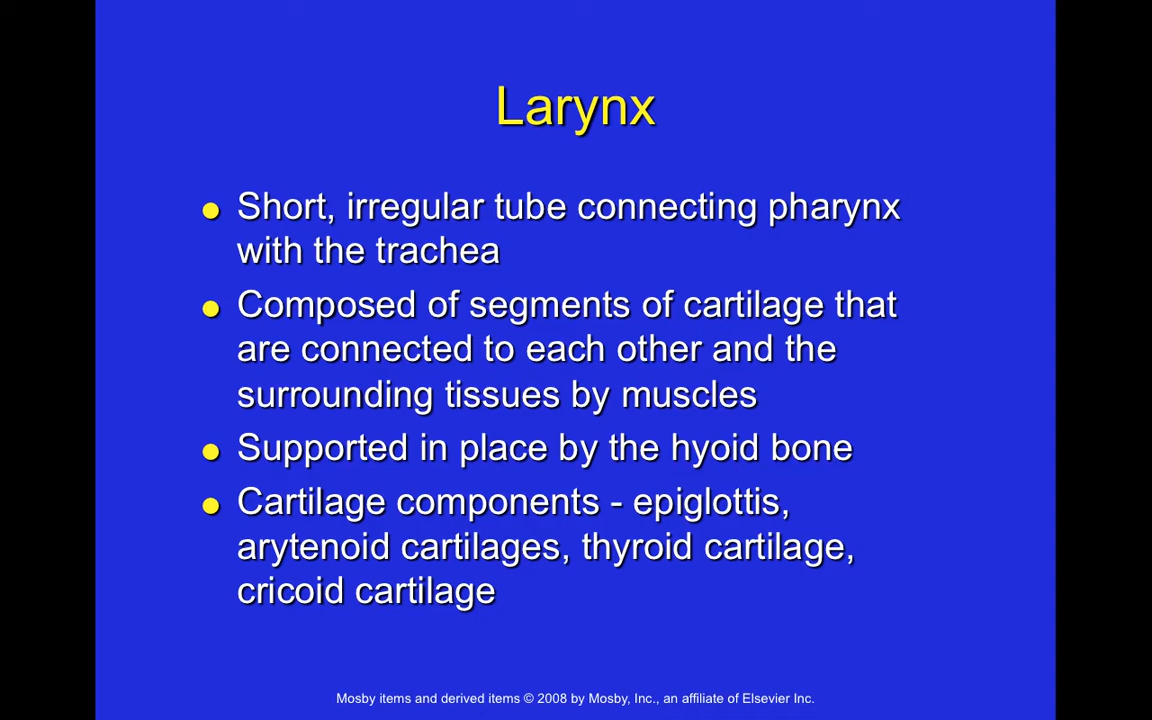 Larynx
● Short, irregular tube connecting pharynx
with the trachea
● Composed of segments of cartilage that
are connected to each other and the
surrounding tissues by muscles
● Supported in place by the hyoid bone
● Cartilage components - epiglottis,
arytenoid cartilages, thyroid cartilage,
cricoid cartilage
Mosby items and derived items © 2008 by Mosby, Inc., an affiliate of Elsevier Inc.